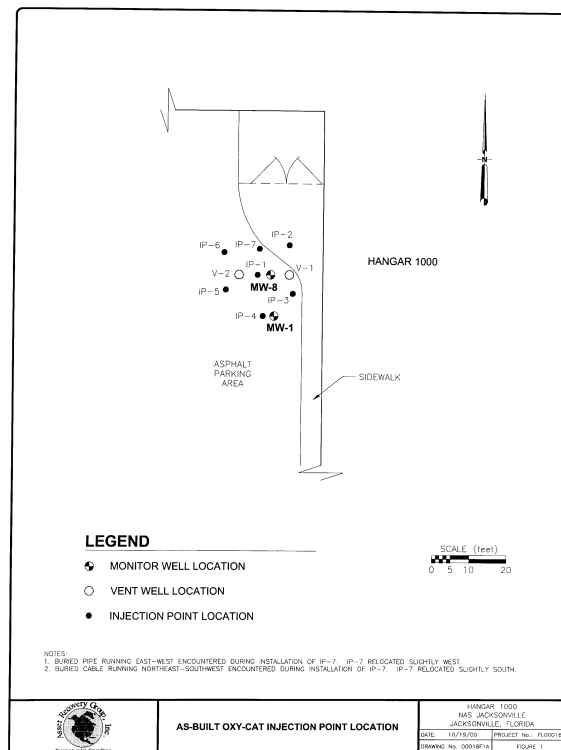 N
IP-2
IP-6
IP-7
HANGAR 1000
IP-1
V-2
V-1
MW-8
IP-5
IP-3
IP-4
MW-1
ASPHALT
PARKING
AREA
SIDEWALK
LEGEND
MONITOR WELL LOCATION
VENT WELL LOCATION
INJECTION POINT LOCATION
SCALE (feet)
0 5 10 20
NOTES:
1. BURIED PIPE RUNNING EAST-WEST ENCOUNTERED DURING INSTALLATION OF IP-7. IP-7 RELOCATED SLIGHTLY WEST.
2. BURIED CABLE RUNNING NORTHEAST-SOUTHWEST ENCOUNTERED DURING INSTALLATION OF IP-7. IP-7 RELOCATED SLIGHTLY SOUTH.
Asset Recovery Group, Inc.
AS-BUILT OXY-CAT INJECTION POINT LOCATION
HANGAR 1000
NAS JACKSONVILLE
JACKSONVILLE, FLORIDA
DATE: 10/19/00 PROJECT No.: FL00016
DRAWING No.: 00016F1A FIGURE 1